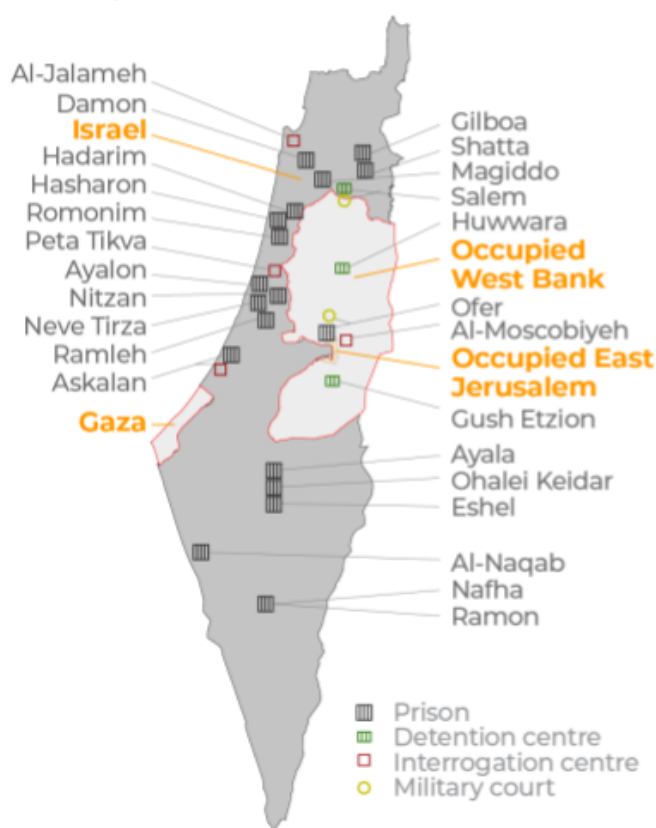 Al-Jalameh
Damon
Israel
Hadarim
Hasharon
Romonim
Peta Tikva
Ayalon
Nitzan
Neve Tirza
Ramleh
Askalan
Gaza
Gilboa
Shatta
Magiddo
Salem
Huwwara
Occupied
West Bank
Ofer
Al-Moscobiyeh
Occupied East
Jerusalem
Gush Etzion
Ayala
Ohalei Keidar
Eshel
Al-Naqab
Nafha
Ramon
Prison
Detention centre
Interrogation centre
Military court